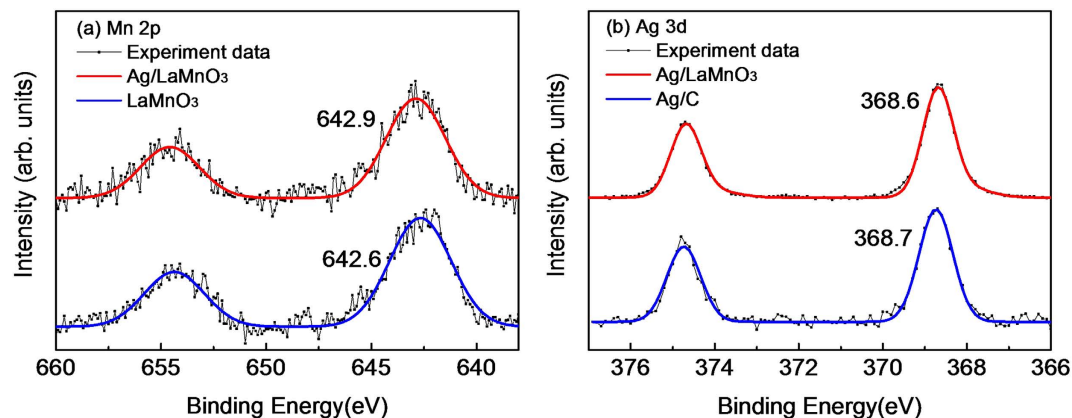 (a) Mn 2p
Experiment data
Ag/LaMnO₃
LaMnO₃
642.9
642.6
Intensity (arb. units)
660 655 650 645 640
Binding Energy(eV)
(b) Ag 3d
Experiment data
Ag/LaMnO₃
Ag/C
368.6
368.7
Intensity (arb. units)
376 374 372 370 368 366
Binding Energy(eV)